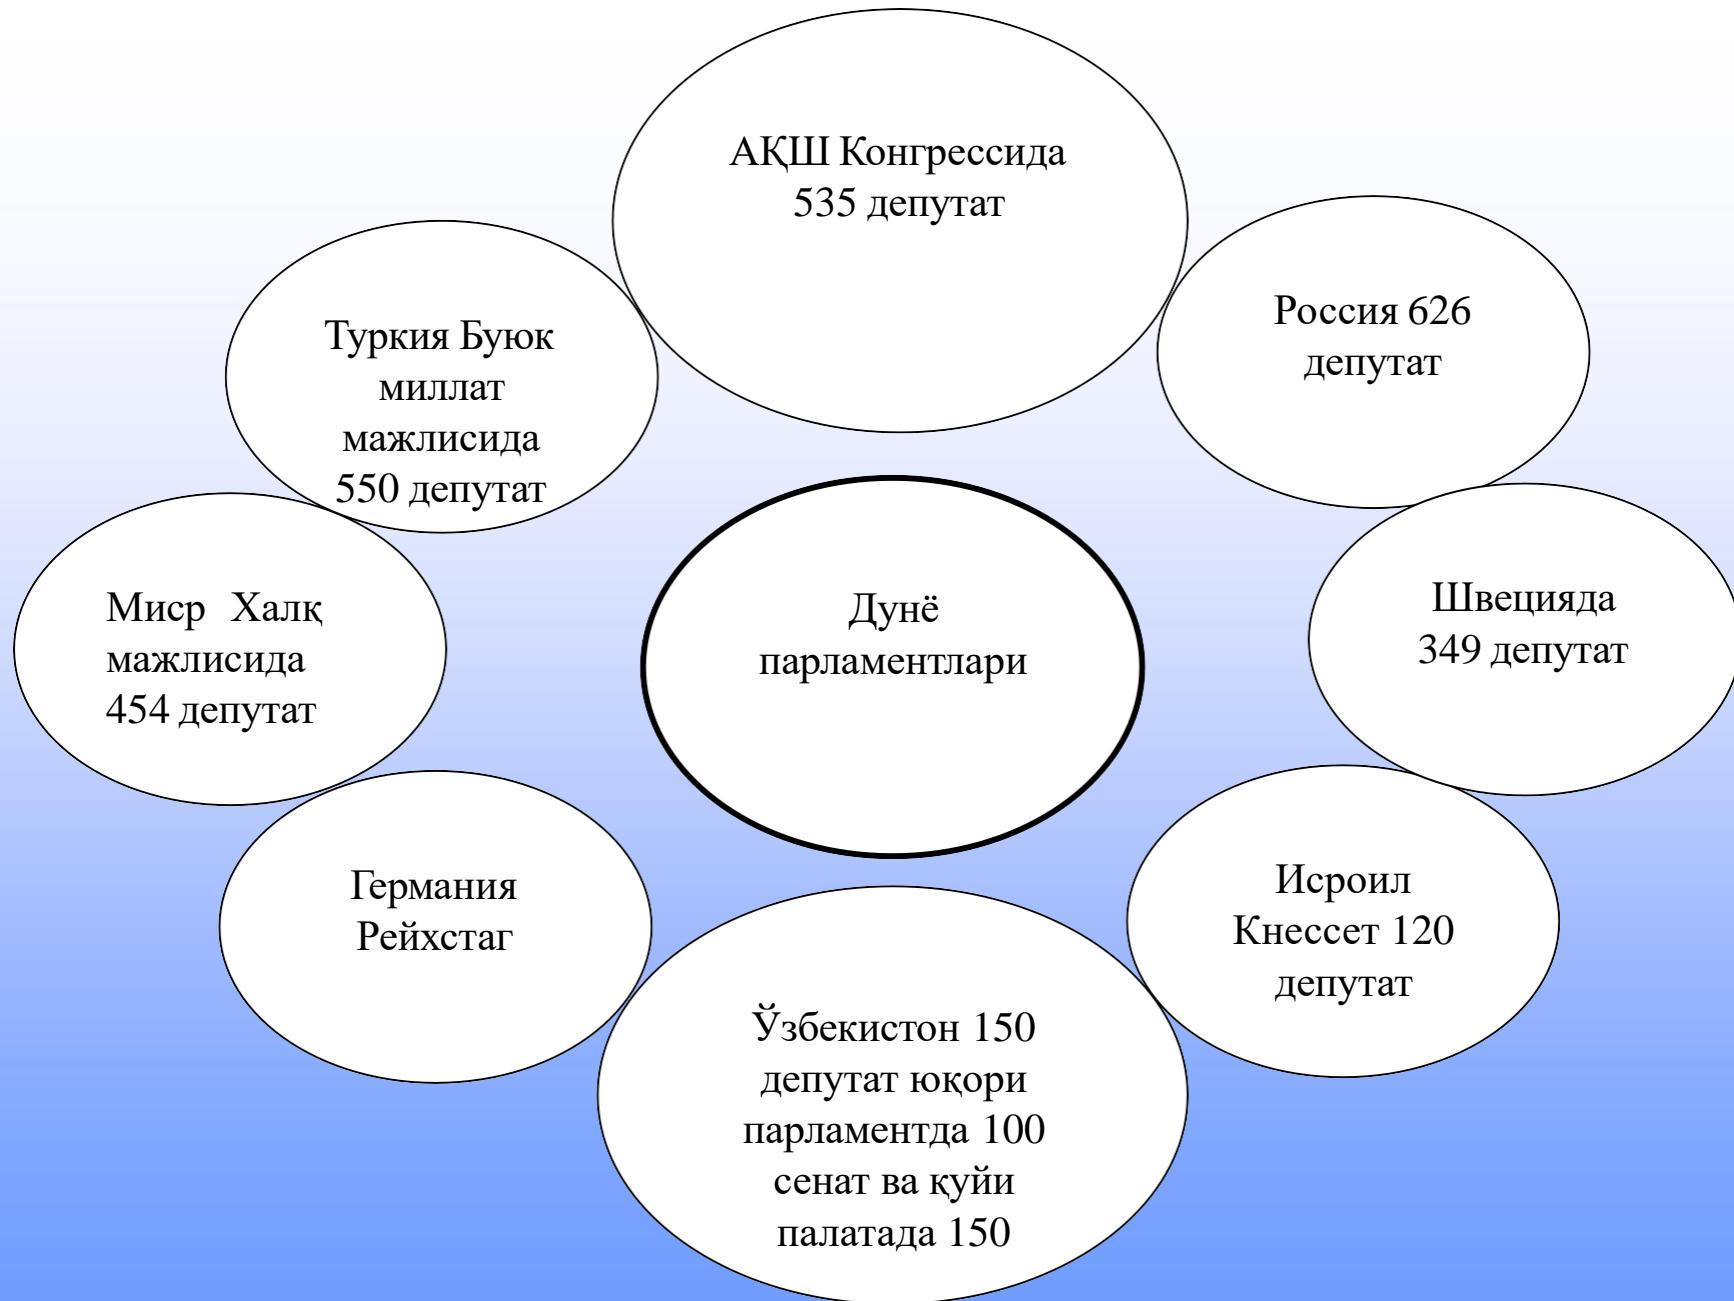 АҚШ Конгрессида
535 депутат
Россия 626
депутат
Туркия Буюк
миллат
мажлисида
550 депутат
Миср Халқ
мажлисида
454 депутат
Дунё
парламентлари
Швецияда
349 депутат
Германия
Рейхстаг
Исроил
Кнессет 120
депутат
Ўзбекистон 150
депутат юқори
парламентда 100
сенат ва қуйи
палатада 150